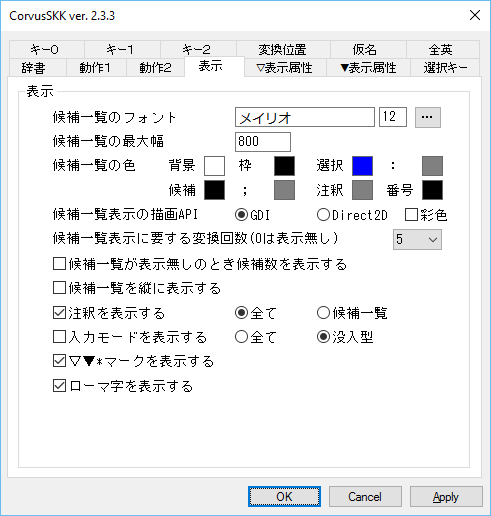 CorvusSKK ver. 2.3.3
キー0 キー1 キー2 変換位置 仮名 全英
辞書 動作1 動作2 表示 ▽表示属性 ▼表示属性 選択キー
表示
候補一覧のフォント メイリオ 12 ...
候補一覧の最大幅 800
候補一覧の色 背景 枠 選択 :
候補 ; 注釈 番号
候補一覧表示の描画API GDI Direct2D 彩色
候補一覧表示に要する変換回数(0は表示無し) 5
候補一覧が表示無しのとき候補数を表示する
候補一覧を縦に表示する
注釈を表示する 全て 候補一覧
入力モードを表示する 全て 没入型
▽▼*マークを表示する
ローマ字を表示する
OK Cancel Apply